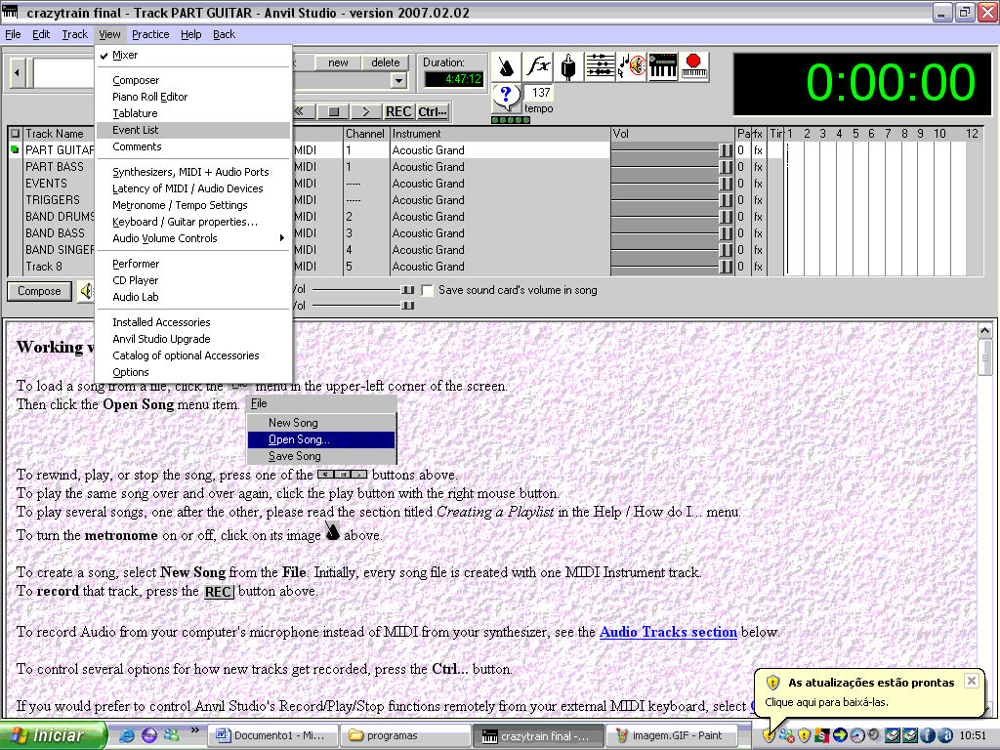 crazytrain final - Track PART GUITAR - Anvil Studio - version 2007.02.02
File Edit Track View Practice Help Back
Mixer
Composer
Piano Roll Editor
Tablature
Event List
Comments
Synthesizers, MIDI + Audio Ports
Latency of MIDI / Audio Devices
Metronome / Tempo Settings
Keyboard / Guitar properties...
Audio Volume Controls
Performer
CD Player
Audio Lab
Installed Accessories
Anvil Studio Upgrade
Catalog of optional Accessories
Options
new delete
Duration:
4:47:12
fx
137
tempo
0:00:00
REC Ctrl...
Track Name Channel Instrument Vol Pa fx Tir 1 2 3 4 5 6 7 8 9 10 12
PART GUITAR MIDI 1 Acoustic Grand 0 fx
PART BASS MIDI 1 Acoustic Grand 0 fx
EVENTS MIDI ----- Acoustic Grand 0 fx
TRIGGERS MIDI ----- Acoustic Grand 0 fx
BAND DRUMS MIDI 2 Acoustic Grand 0 fx
BAND BASS MIDI 3 Acoustic Grand 0 fx
BAND SINGER MIDI 4 Acoustic Grand 0 fx
Track 8 MIDI 5 Acoustic Grand 0 fx
Compose
Vol Save sound card's volume in song
Vol
Working
To load a song from a file, click the File menu in the upper-left corner of the screen.
Then click the Open Song menu item.
File
New Song
Open Song...
Save Song
To rewind, play, or stop the song, press one of the buttons above.
To play the same song over and over again, click the play button with the right mouse button.
To play several songs, one after the other, please read the section titled Creating a Playlist in the Help / How do I... menu.
To turn the metronome on or off, click on its image above.
To create a song, select New Song from the File. Initially, every song file is created with one MIDI Instrument track.
To record that track, press the REC button above.
To record Audio from your computer's microphone instead of MIDI from your synthesizer, see the Audio Tracks section below.
To control several options for how new tracks get recorded, press the Ctrl... button.
If you would prefer to control Anvil Studio's Record/Play/Stop functions remotely from your external MIDI keyboard, select
As atualizações estão prontas
Clique aqui para baixá-las.
Iniciar
Documento1 - Mi...
programas
crazytrain final -...
imagem.GIF - Paint
10:51